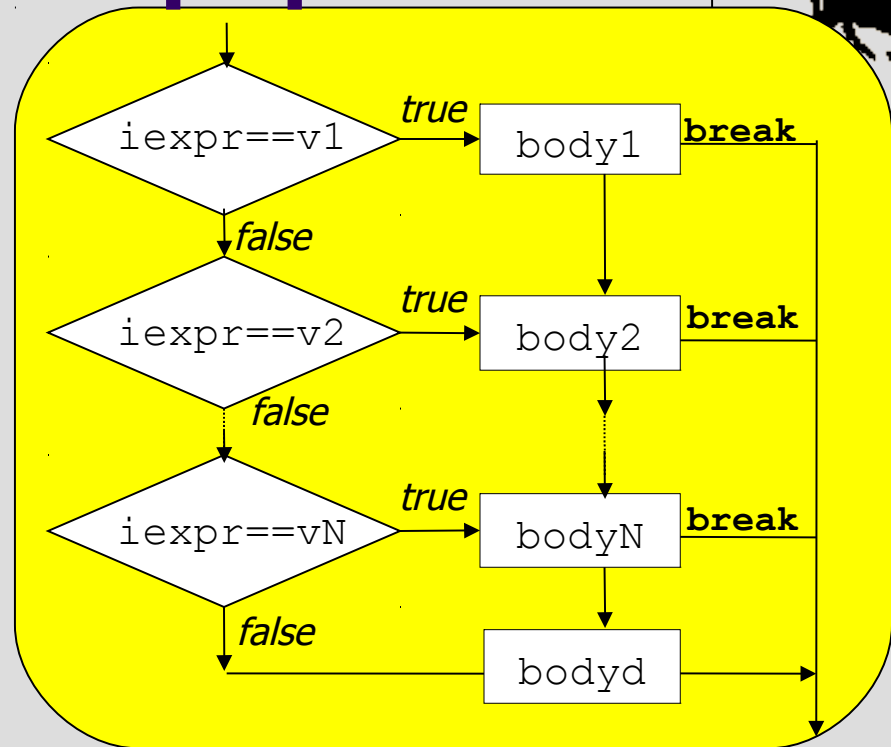 true
iexpr==v1
body1
break
false
true
iexpr==v2
body2
break
false
true
iexpr==vN
bodyN
break
false
bodyd